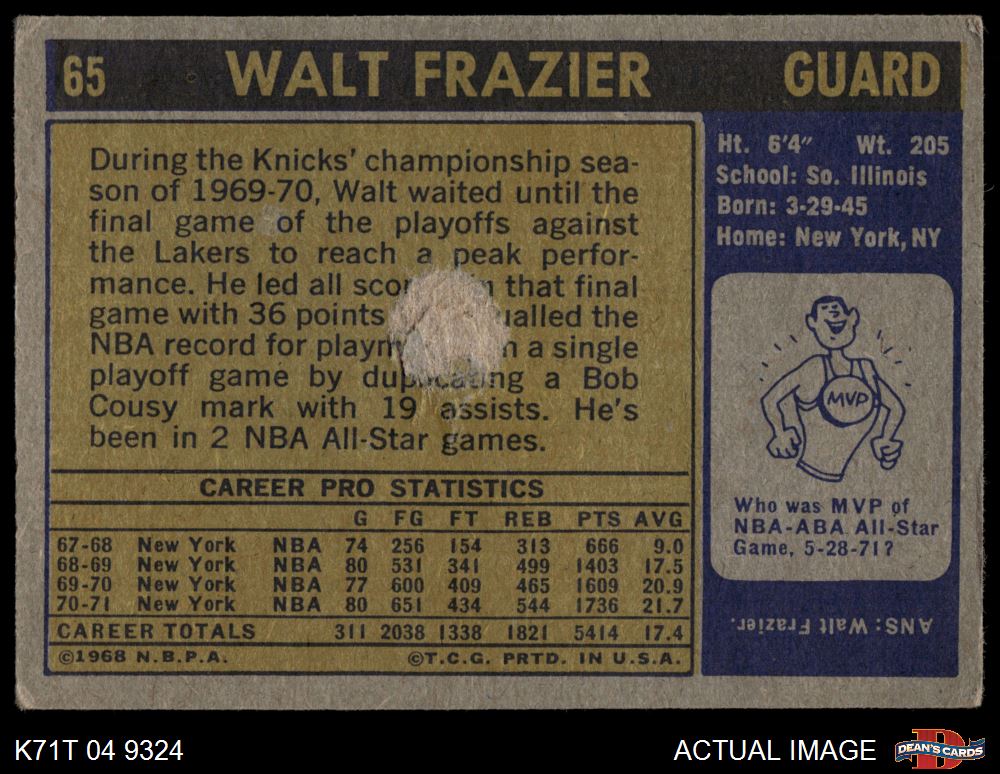 65 WALT FRAZIER GUARD
During the Knicks' championship sea-
son of 1969-70, Walt waited until the
final game of the playoffs against
the Lakers to reach a peak perfor-
mance. He led all that final
game with 36 points the
NBA record for a single
playoff game by duplicating a Bob
Cousy mark with 19 assists. He's
been in 2 NBA All-Star games.
CAREER PRO STATISTICS
G FG FT REB PTS AVG
67-68 New York NBA 74 256 154 313 666 9.0
68-69 New York NBA 80 531 341 499 1403 17.5
69-70 New York NBA 77 600 409 465 1609 20.9
70-71 New York NBA 80 651 434 544 1736 21.7
CAREER TOTALS 311 2038 1338 1821 5414 17.4
©1968 N.B.P.A. ©T.C.G. PRTD. IN U.S.A.
Ht. 6'4" Wt. 205
School: So. Illinois
Born: 3-29-45
Home: New York, NY
MVP
Who was MVP of
NBA-ABA All-Star
Game, 5-28-71?
ANS: Walt Frazier.
K71T 04 9324 ACTUAL IMAGE DEAN'S CARDS